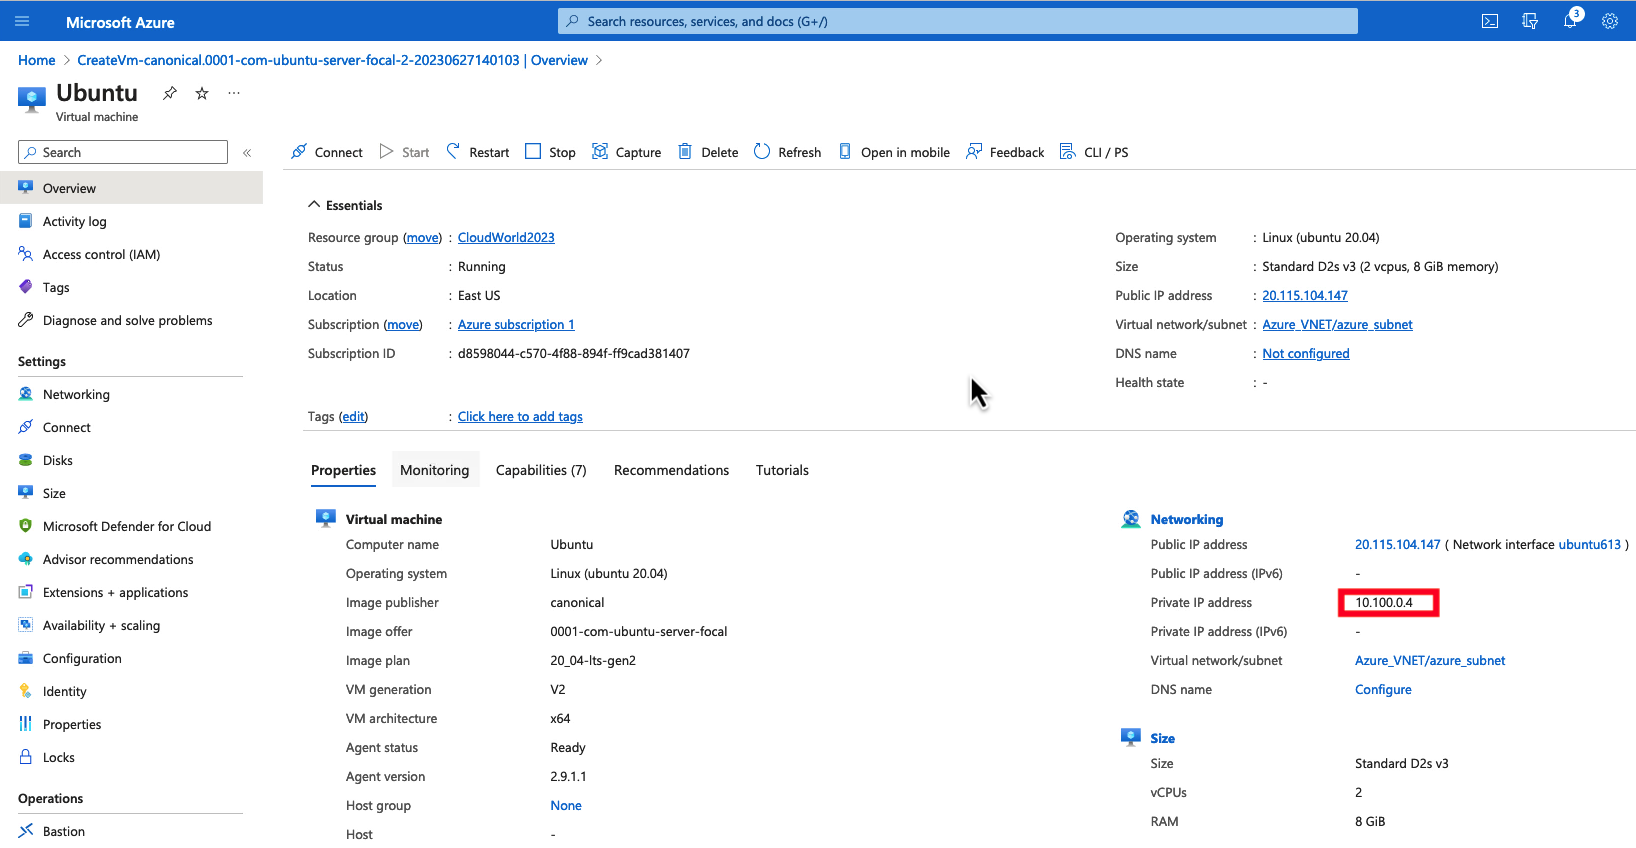 Microsoft Azure
Search resources, services, and docs (G+/)
3
Home > CreateVm-canonical.0001-com-ubuntu-server-focal-2-20230627140103 | Overview >
Ubuntu
...
Virtual machine
Search
«
Connect Start Restart Stop Capture Delete Refresh Open in mobile Feedback CLI / PS
Overview
Activity log
Access control (IAM)
Tags
Diagnose and solve problems
Settings
Networking
Connect
Disks
Size
Microsoft Defender for Cloud
Advisor recommendations
Extensions + applications
Availability + scaling
Configuration
Identity
Properties
Locks
Operations
Bastion
Essentials
Resource group (move) : CloudWorld2023
Status : Running
Location : East US
Subscription (move) : Azure subscription 1
Subscription ID : d8598044-c570-4f88-894f-ff9cad381407
Tags (edit) : Click here to add tags
Operating system : Linux (ubuntu 20.04)
Size : Standard D2s v3 (2 vcpus, 8 GiB memory)
Public IP address : 20.115.104.147
Virtual network/subnet : Azure_VNET/azure_subnet
DNS name : Not configured
Health state : -
Properties Monitoring Capabilities (7) Recommendations Tutorials
Virtual machine
Computer name Ubuntu
Operating system Linux (ubuntu 20.04)
Image publisher canonical
Image offer 0001-com-ubuntu-server-focal
Image plan 20_04-lts-gen2
VM generation V2
VM architecture x64
Agent status Ready
Agent version 2.9.1.1
Host group None
Host -
Networking
Public IP address 20.115.104.147 ( Network interface ubuntu613 )
Public IP address (IPv6) -
Private IP address 10.100.0.4
Private IP address (IPv6) -
Virtual network/subnet Azure_VNET/azure_subnet
DNS name Configure
Size
Size Standard D2s v3
vCPUs 2
RAM 8 GiB